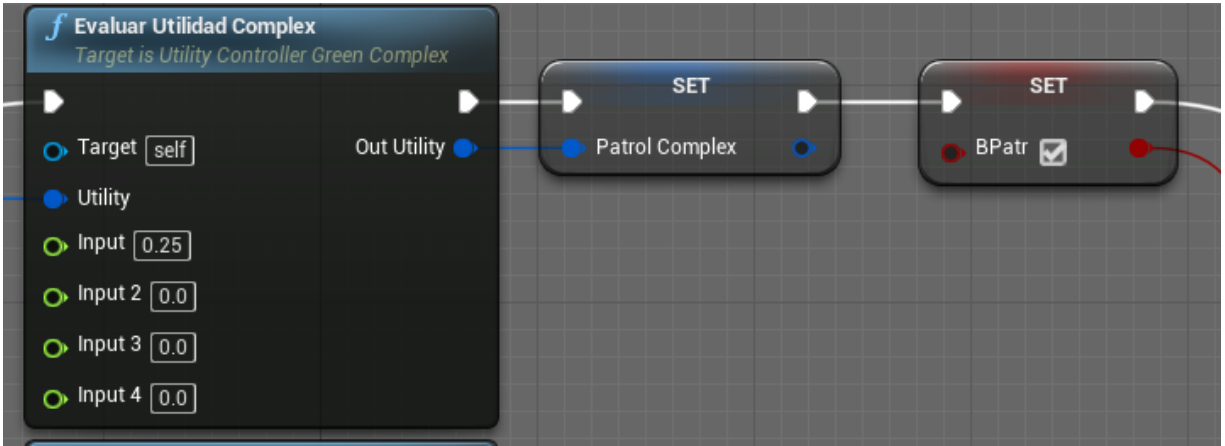 f Evaluar Utilidad Complex
Target is Utility Controller Green Complex
Target self
Out Utility
Utility
Input 0.25
Input 2 0.0
Input 3 0.0
Input 4 0.0
SET
Patrol Complex
SET
BPatr